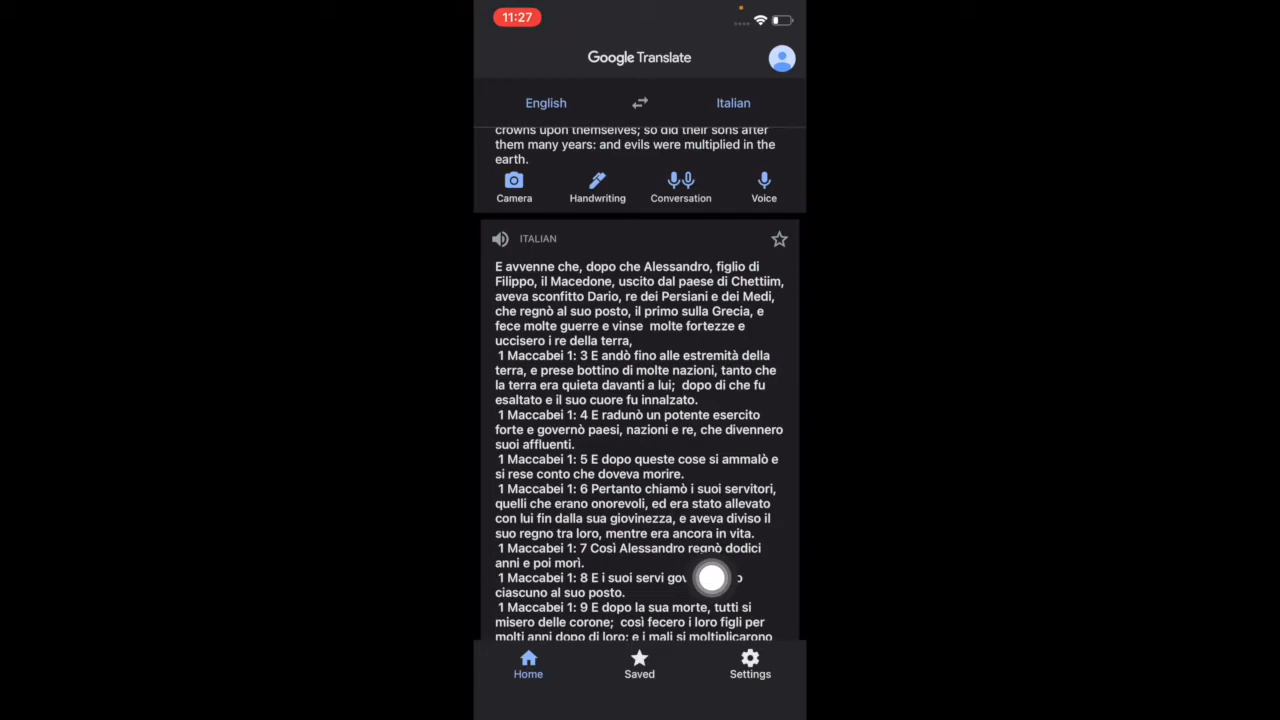 11:27
Google Translate
English
Italian
crowns upon themselves; so did their sons after
them many years: and evils were multiplied in the
earth.
Camera
Handwriting
Conversation
Voice
ITALIAN
E avvenne che, dopo che Alessandro, figlio di
Filippo, il Macedone, uscito dal paese di Chettiim,
aveva sconfitto Dario, re dei Persiani e dei Medi,
che regnò al suo posto, il primo sulla Grecia, e
fece molte guerre e vinse molte fortezze e
uccisero i re della terra,
1 Maccabei 1: 3 E andò fino alle estremità della
terra, e prese bottino di molte nazioni, tanto che
la terra era quieta davanti a lui; dopo di che fu
esaltato e il suo cuore fu innalzato.
1 Maccabei 1: 4 E radunò un potente esercito
forte e governò paesi, nazioni e re, che divennero
suoi affluenti.
1 Maccabei 1: 5 E dopo queste cose si ammalò e
si rese conto che doveva morire.
1 Maccabei 1: 6 Pertanto chiamò i suoi servitori,
quelli che erano onorevoli, ed era stato allevato
con lui fin dalla sua giovinezza, e aveva diviso il
suo regno tra loro, mentre era ancora in vita.
1 Maccabei 1: 7 Così Alessandro regnò dodici
anni e poi morì.
1 Maccabei 1: 8 E i suoi servi
ciascuno al suo posto.
1 Maccabei 1: 9 E dopo la sua morte, tutti si
misero delle corone; così fecero i loro figli per
molti anni dopo di loro; e i mali si moltiplicarono
Home
Saved
Settings